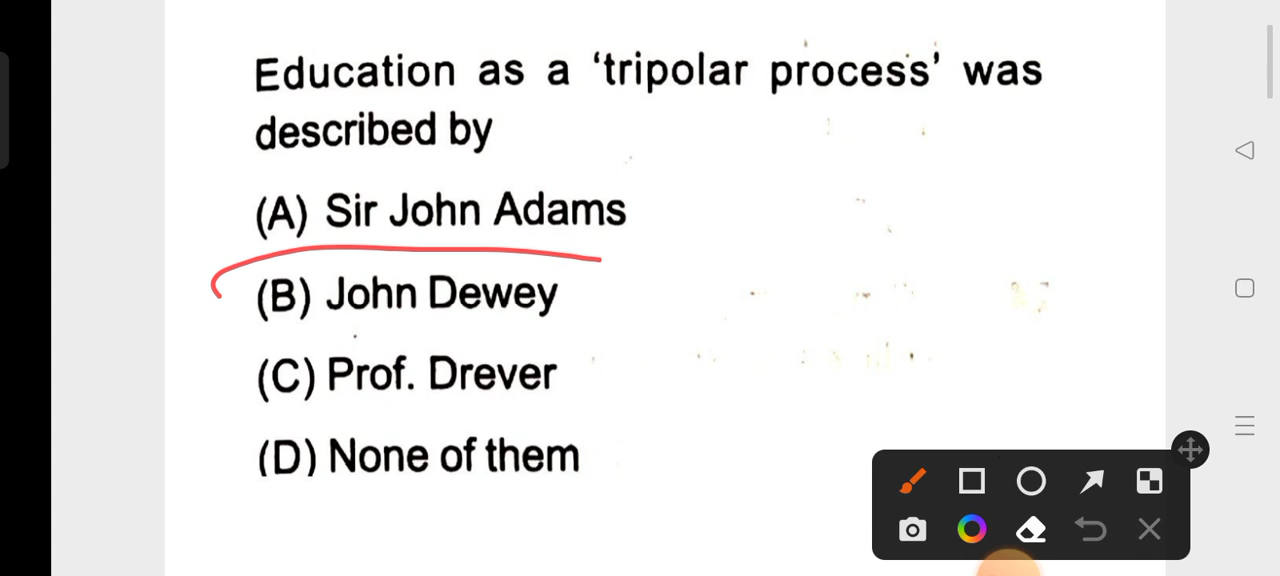 Education as a ‘tripolar process’ was
described by
(A) Sir John Adams
(B) John Dewey
(C) Prof. Drever
(D) None of them